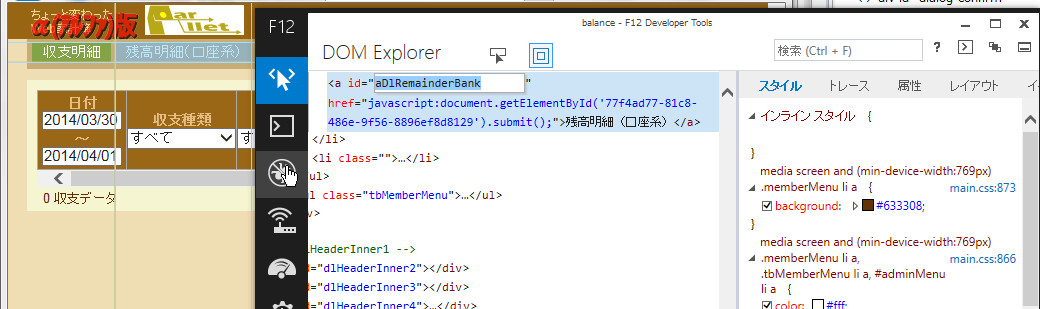 ちょっと変わった
α(アルファ)版
arllet.
収支明細
残高明細(口座系)
日付
2014/03/30
～
2014/04/01
収支種類
すべて
す
0 収支データ
F12
balance - F12 Developer Tools
DOM Explorer
検索 (Ctrl + F)
?
<a id="aDlRemainderBank"
href="javascript:document.getElementById('77f4ad77-81c8-
486e-9f56-8896ef8d8129').submit();">残高明細（口座系）</a>
</li>
<li class="">…</li>
ul>
l class="tbMemberMenu">…</ul>
v>
lHeaderInner1 -->
d="dlHeaderInner2"></div>
d="dlHeaderInner3"></div>
d="dlHeaderInner4">…</div>
スタイル
トレース
属性
レイアウト
イ
インライン スタイル {
}
media screen and (min-device-width:769px)
.memberMenu li a {
main.css:873
background: #633308;
}
media screen and (min-device-width:769px)
.memberMenu li a,
main.css:866
.tbMemberMenu li a, #adminMenu
li a {
color: #fff;